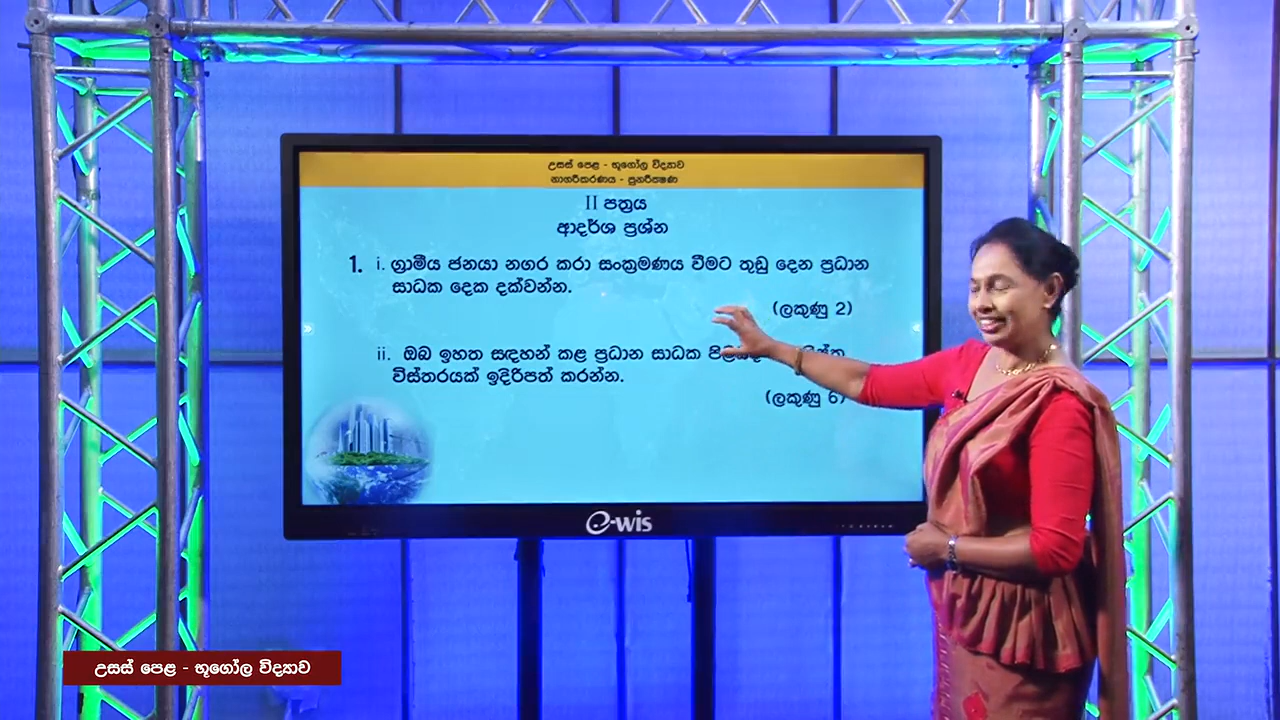 උසස් පෙළ - භූගෝල විද්‍යාව
නාගරීකරණය - පුනරීක්ෂණ
II පත්‍රය
ආදර්ශ ප්‍රශ්න
1. i. ග්‍රාමීය ජනයා නගර කරා සංක්‍රමණය වීමට තුඩු දෙන ප්‍රධාන
සාධක දෙක දක්වන්න.
(ලකුණු 2)
ii. ඔබ ඉහත සඳහන් කළ ප්‍රධාන සාධක
විස්තරයක් ඉදිරිපත් කරන්න.
(ලකුණු 6)
e-wis
උසස් පෙළ - භූගෝල විද්‍යාව